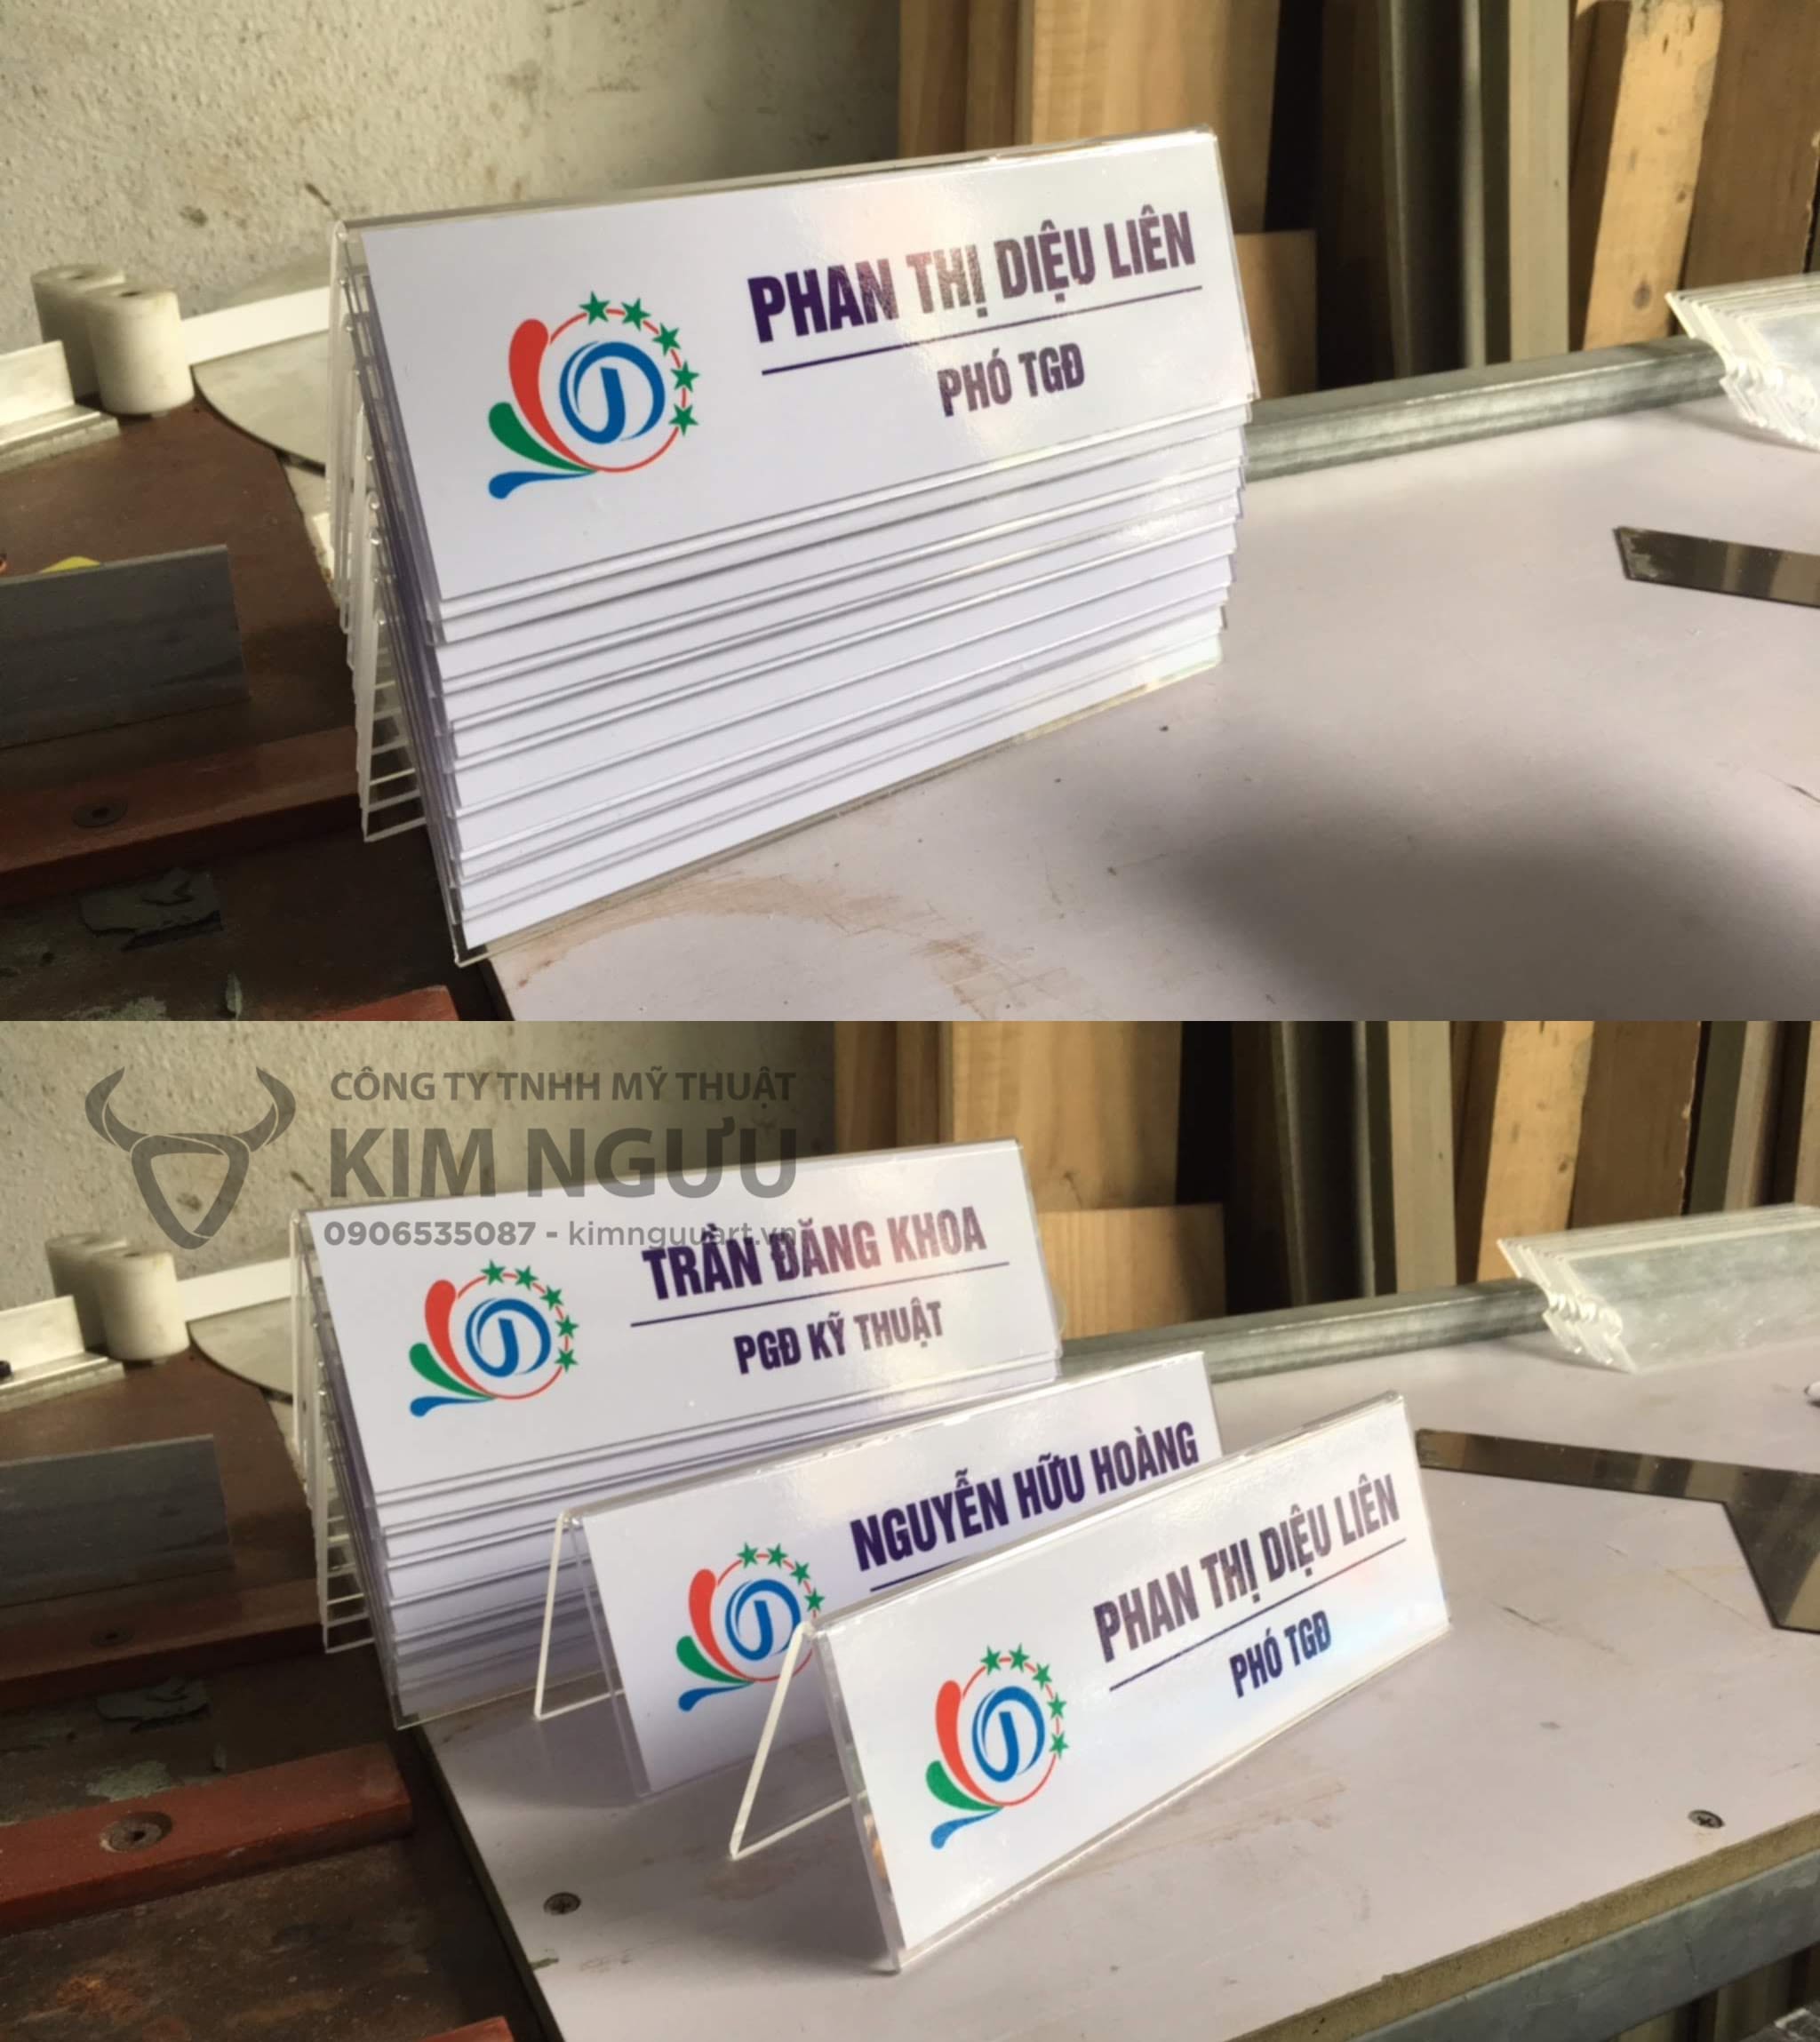 PHAN THỊ DIỆU LIÊN
PHÓ TGĐ
CÔNG TY TNHH MỸ THUẬT
KIM NGƯU
0906535087 - kimnguuart.vn
TRẦN ĐĂNG KHOA
PGĐ KỸ THUẬT
NGUYỄN HỮU HOÀNG
PHAN THỊ DIỆU LIÊN
PHÓ TGĐ